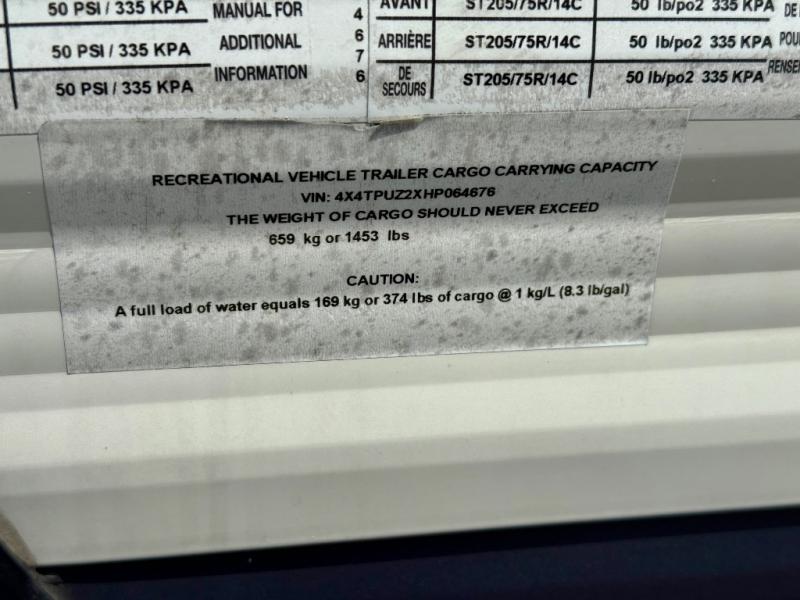 50 PSI / 335 KPA MANUAL FOR 4 AVANT ST205/75R/14C 50 lb/po2 335 KPA DE
50 PSI / 335 KPA ADDITIONAL 6 ARRIÈRE ST205/75R/14C 50 lb/po2 335 KPA
7
50 PSI / 335 KPA INFORMATION 6 DE SECOURS ST205/75R/14C 50 lb/po2 335 KPA
RECREATIONAL VEHICLE TRAILER CARGO CARRYING CAPACITY
VIN: 4X4TPUZ2XHP064676
THE WEIGHT OF CARGO SHOULD NEVER EXCEED
659 kg or 1453 lbs
CAUTION:
A full load of water equals 169 kg or 374 lbs of cargo @ 1 kg/L (8.3 lb/gal)